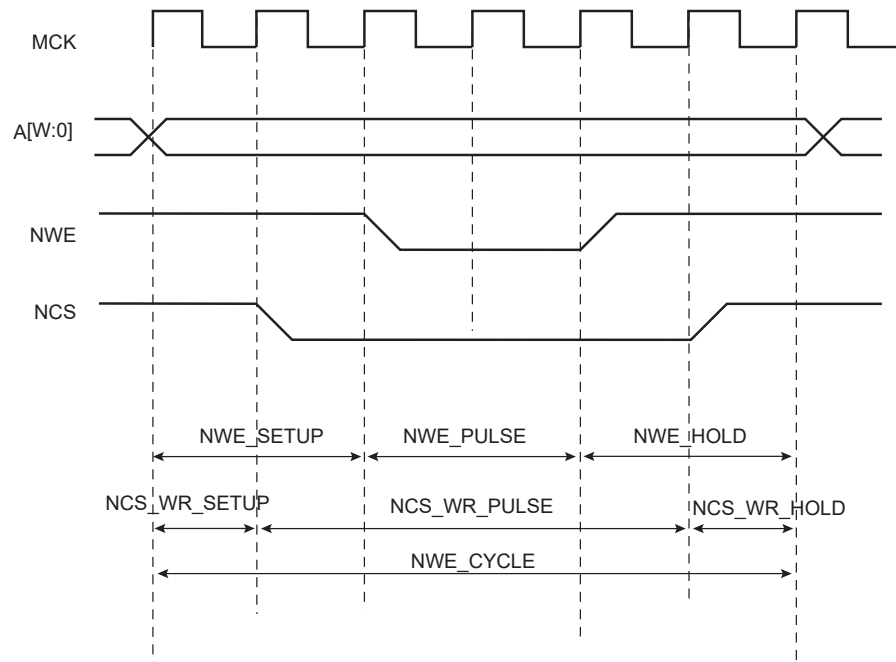 MCK
A[W:0]
NWE
NCS
NWE_SETUP NWE_PULSE NWE_HOLD
NCS_WR_SETUP NCS_WR_PULSE NCS_WR_HOLD
NWE_CYCLE